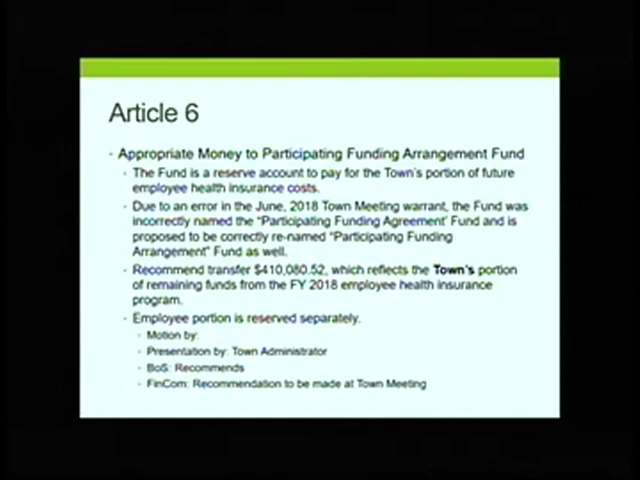 Article 6
Appropriate Money to Participating Funding Arrangement Fund
The Fund is a reserve account to pay for the Town's portion of future
employee health insurance costs.
Due to an error in the June, 2018 Town Meeting warrant, the Fund was
incorrectly named the "Participating Funding Agreement' Fund and is
proposed to be correctly re-named "Participating Funding
Arrangement" Fund as well.
Recommend transfer $410,080.52, which reflects the Town's portion
of remaining funds from the FY 2018 employee health insurance
program.
Employee portion is reserved separately.
Motion by:
Presentation by: Town Administrator
BoS: Recommends
FinCom: Recommendation to be made at Town Meeting